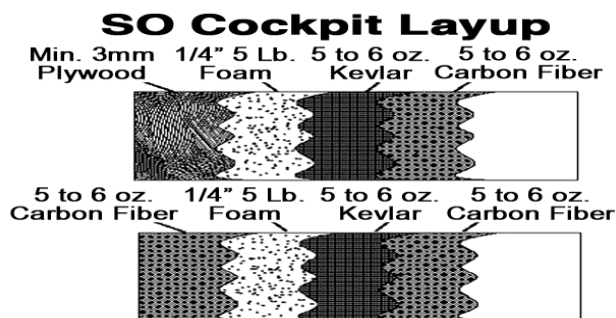 SO Cockpit Layup
Min. 3mm 1/4" 5 Lb. 5 to 6 oz. 5 to 6 oz.
Plywood Foam Kevlar Carbon Fiber
5 to 6 oz. 1/4" 5 Lb. 5 to 6 oz. 5 to 6 oz.
Carbon Fiber Foam Kevlar Carbon Fiber